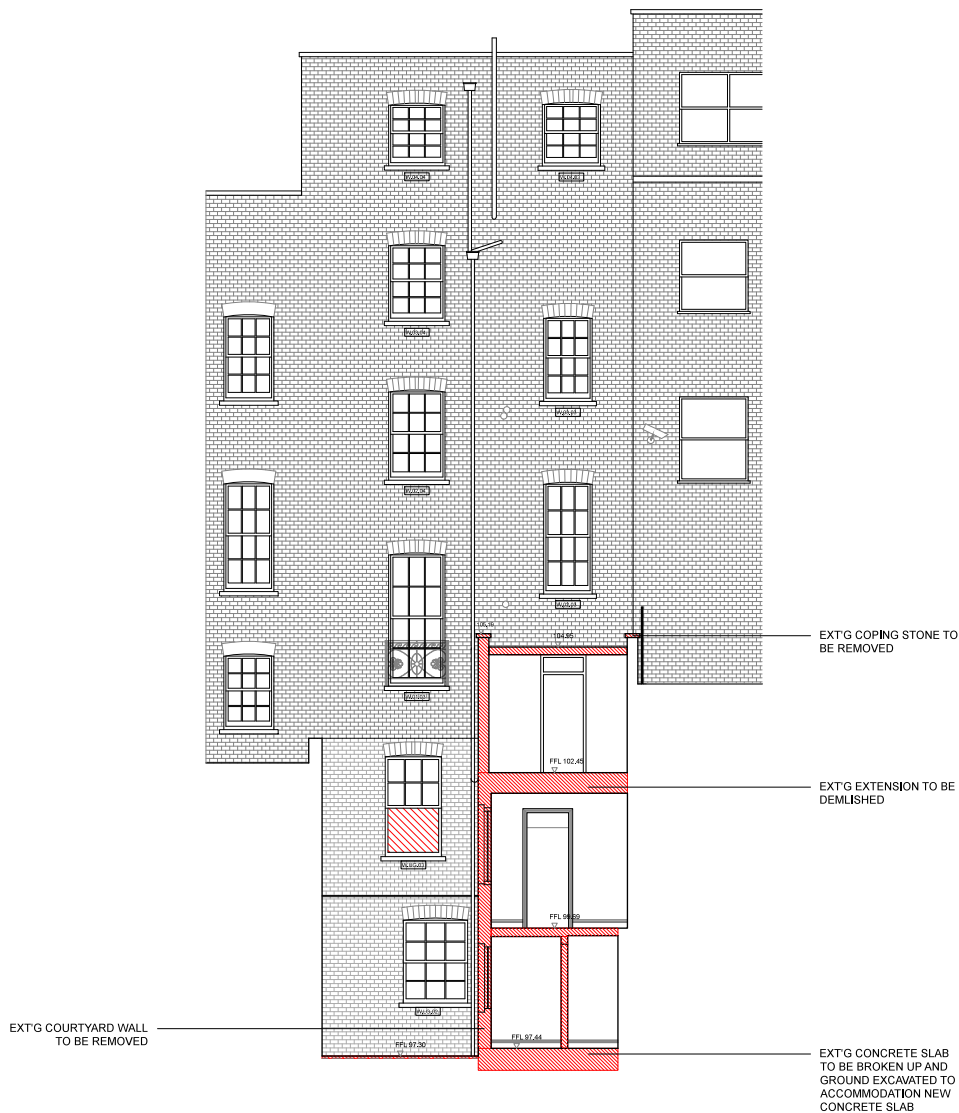 105.19
104.95
EXT'G COPING STONE TO
BE REMOVED
FFL 102,45
EXT'G EXTENSION TO BE
DEMLISHED
FFL 99,69
EXT'G COURTYARD WALL
TO BE REMOVED
FFL 97.30
FFL 97,44
EXT'G CONCRETE SLAB
TO BE BROKEN UP AND
GROUND EXCAVATED TO
ACCOMMODATION NEW
CONCRETE SLAB